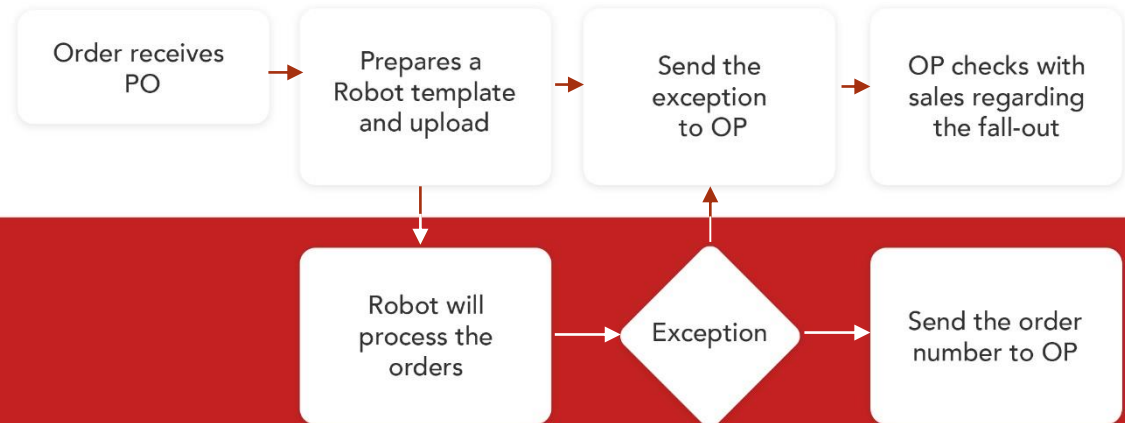 Order receives
PO
Prepares a
Robot template
and upload
Send the
exception
to OP
OP checks with
sales regarding
the fall-out
Robot will
process the
orders
Exception
Send the order
number to OP